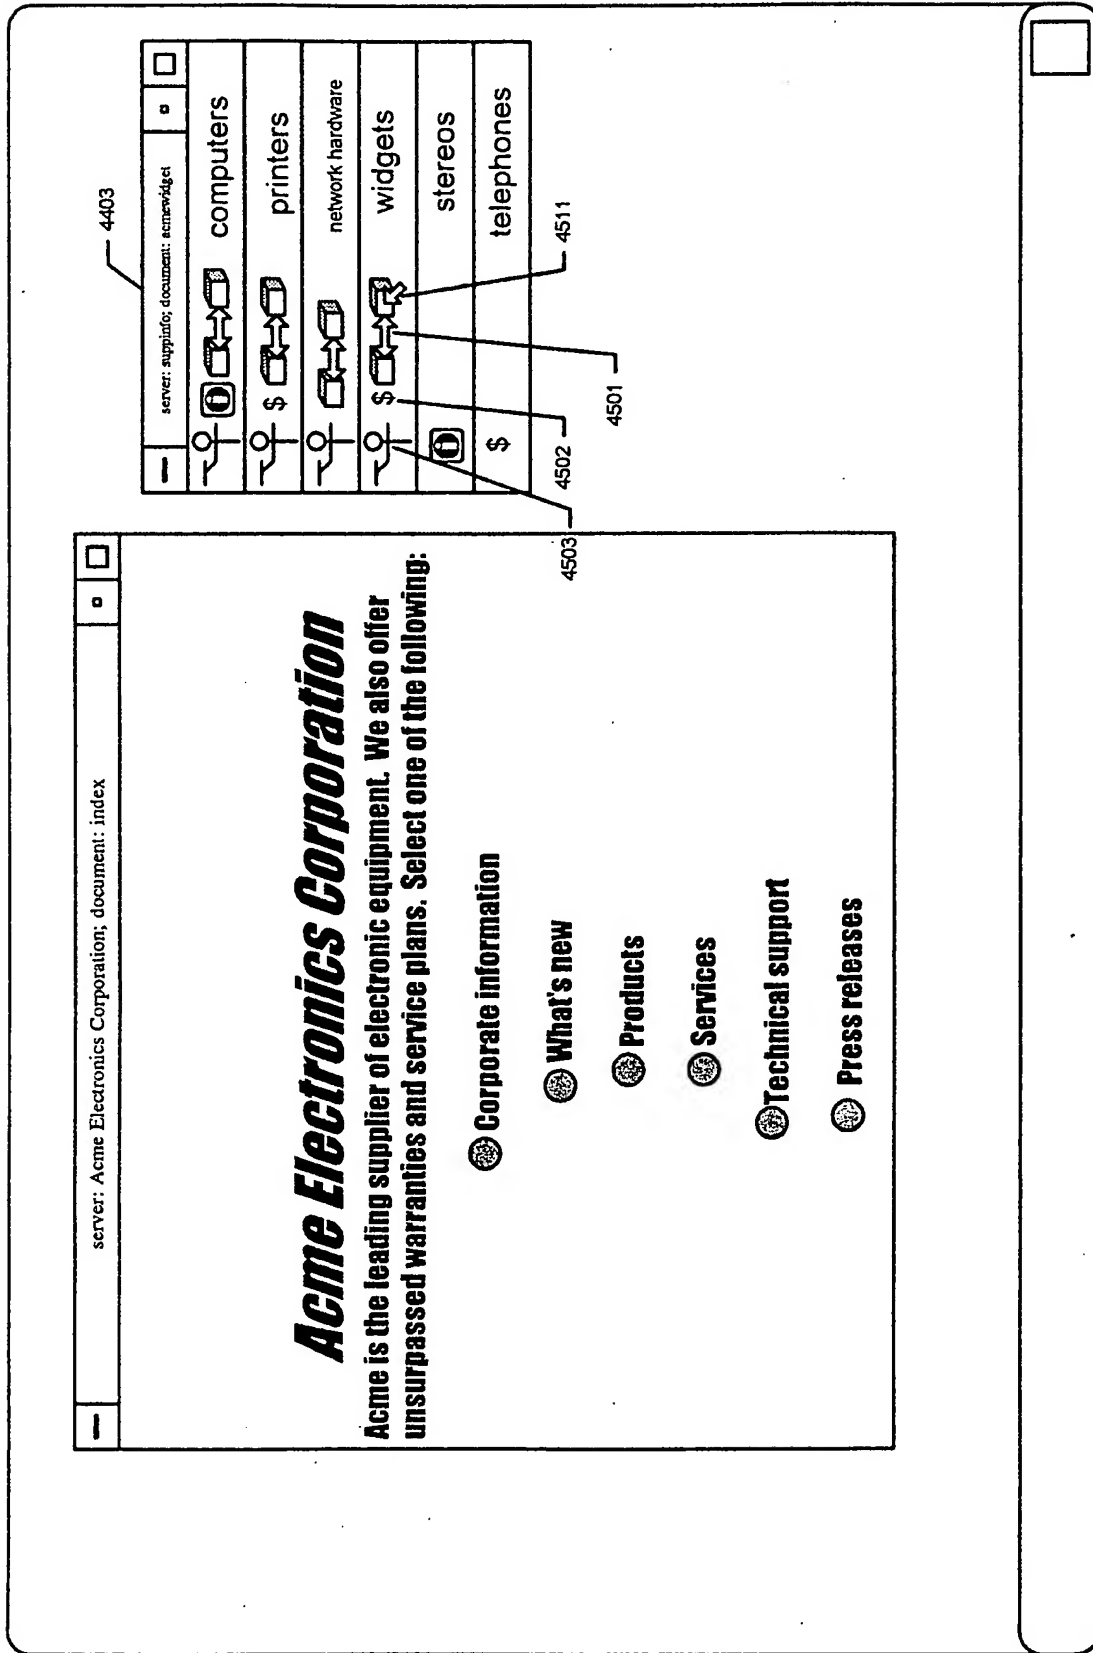 server: Acme Electronics Corporation; document: index
Acme Electronics Corporation
Acme is the leading supplier of electronic equipment. We also offer
unsurpassed warranties and service plans. Select one of the following:
Corporate information
What's new
Products
Services
Technical support
Press releases
4403
server: suppinfo; document: acmewidget
computers
$ printers
network hardware
$ widgets
stereos
$ telephones
4503
4502
4501
4511